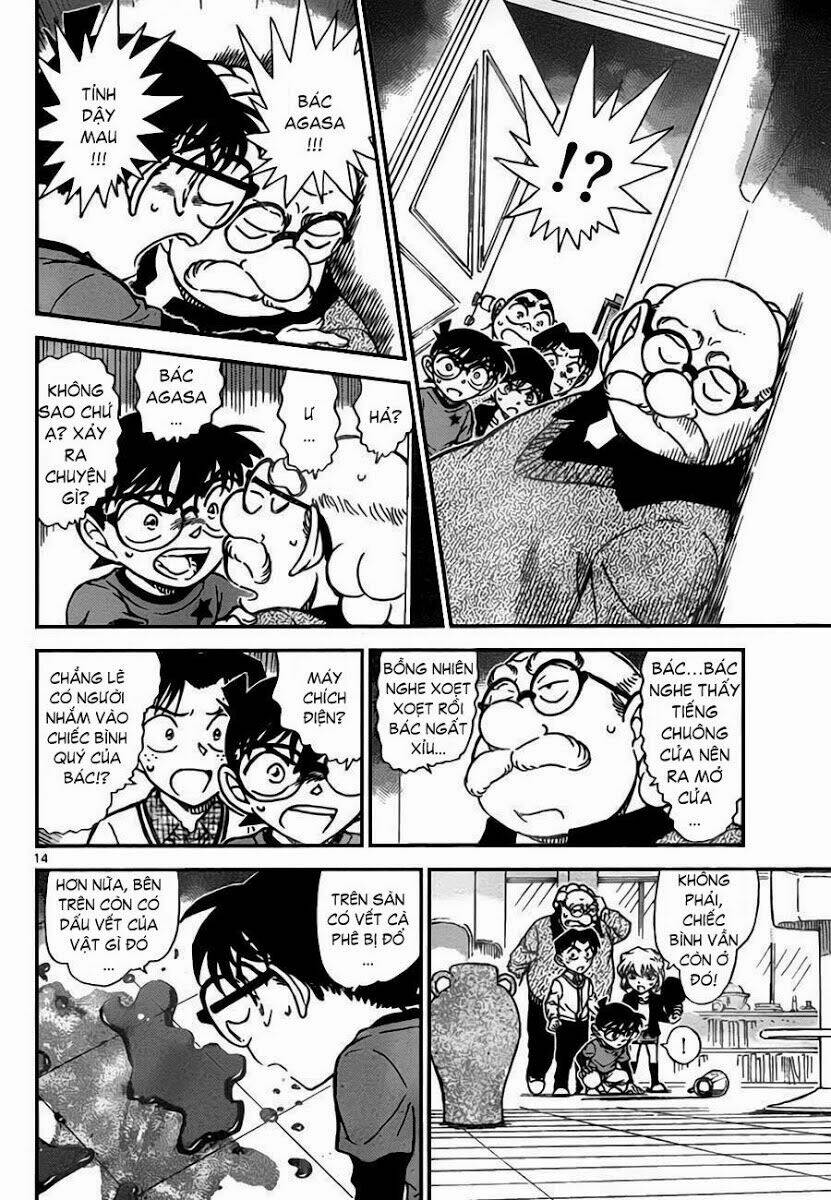 !?
BÁC
AGASA
!!!
TỈNH
DẬY
MAU
!!!
HẢ?
Ư
...
BÁC
AGASA
...
KHÔNG
SAO CHỨ
Ạ? XẢY
RA
CHUYỆN
GÌ?
BÁC...BÁC
NGHE THẤY
TIẾNG
CHUÔNG
CỬA NÊN
RA MỞ
CỬA
...
BỖNG NHIÊN
NGHE XOẸT
XOẸT RỒI
BÁC NGẤT
XỈU...
MÁY
CHÍCH
ĐIỆN?
CHẲNG LẼ
CÓ NGƯỜI
NHẮM VÀO
CHIẾC BÌNH
QUÝ CỦA
BÁC!?
KHÔNG
PHẢI,
CHIẾC
BÌNH VẪN
CÒN Ở
ĐÓ!
!
TRÊN SÀN
CÓ VẾT CÀ
PHÊ BỊ ĐỔ
...
HƠN NỮA, BÊN
TRÊN CÒN CÓ
DẤU VẾT CỦA
VẬT GÌ ĐÓ
...
14